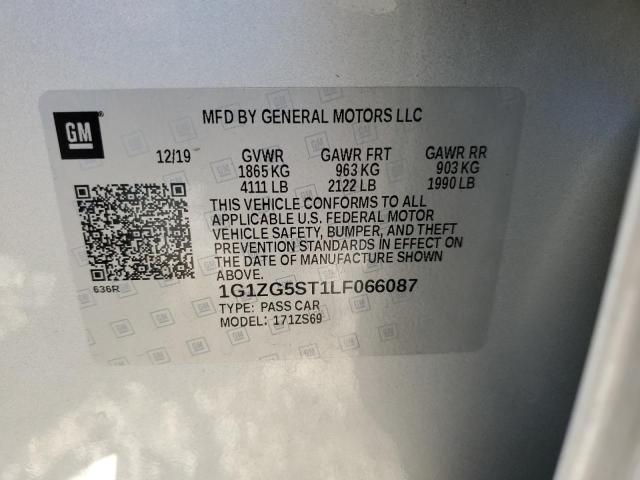 GM
MFD BY GENERAL MOTORS LLC
12/19 GVWR GAWR FRT GAWR RR
1865 KG 963 KG 903 KG
4111 LB 2122 LB 1990 LB
THIS VEHICLE CONFORMS TO ALL
APPLICABLE U.S. FEDERAL MOTOR
VEHICLE SAFETY, BUMPER, AND THEFT
PREVENTION STANDARDS IN EFFECT ON
THE DATE OF MANUFACTURE SHOWN
ABOVE.
636R
1G1ZG5ST1LF066087
TYPE: PASS CAR
MODEL: 171ZS69